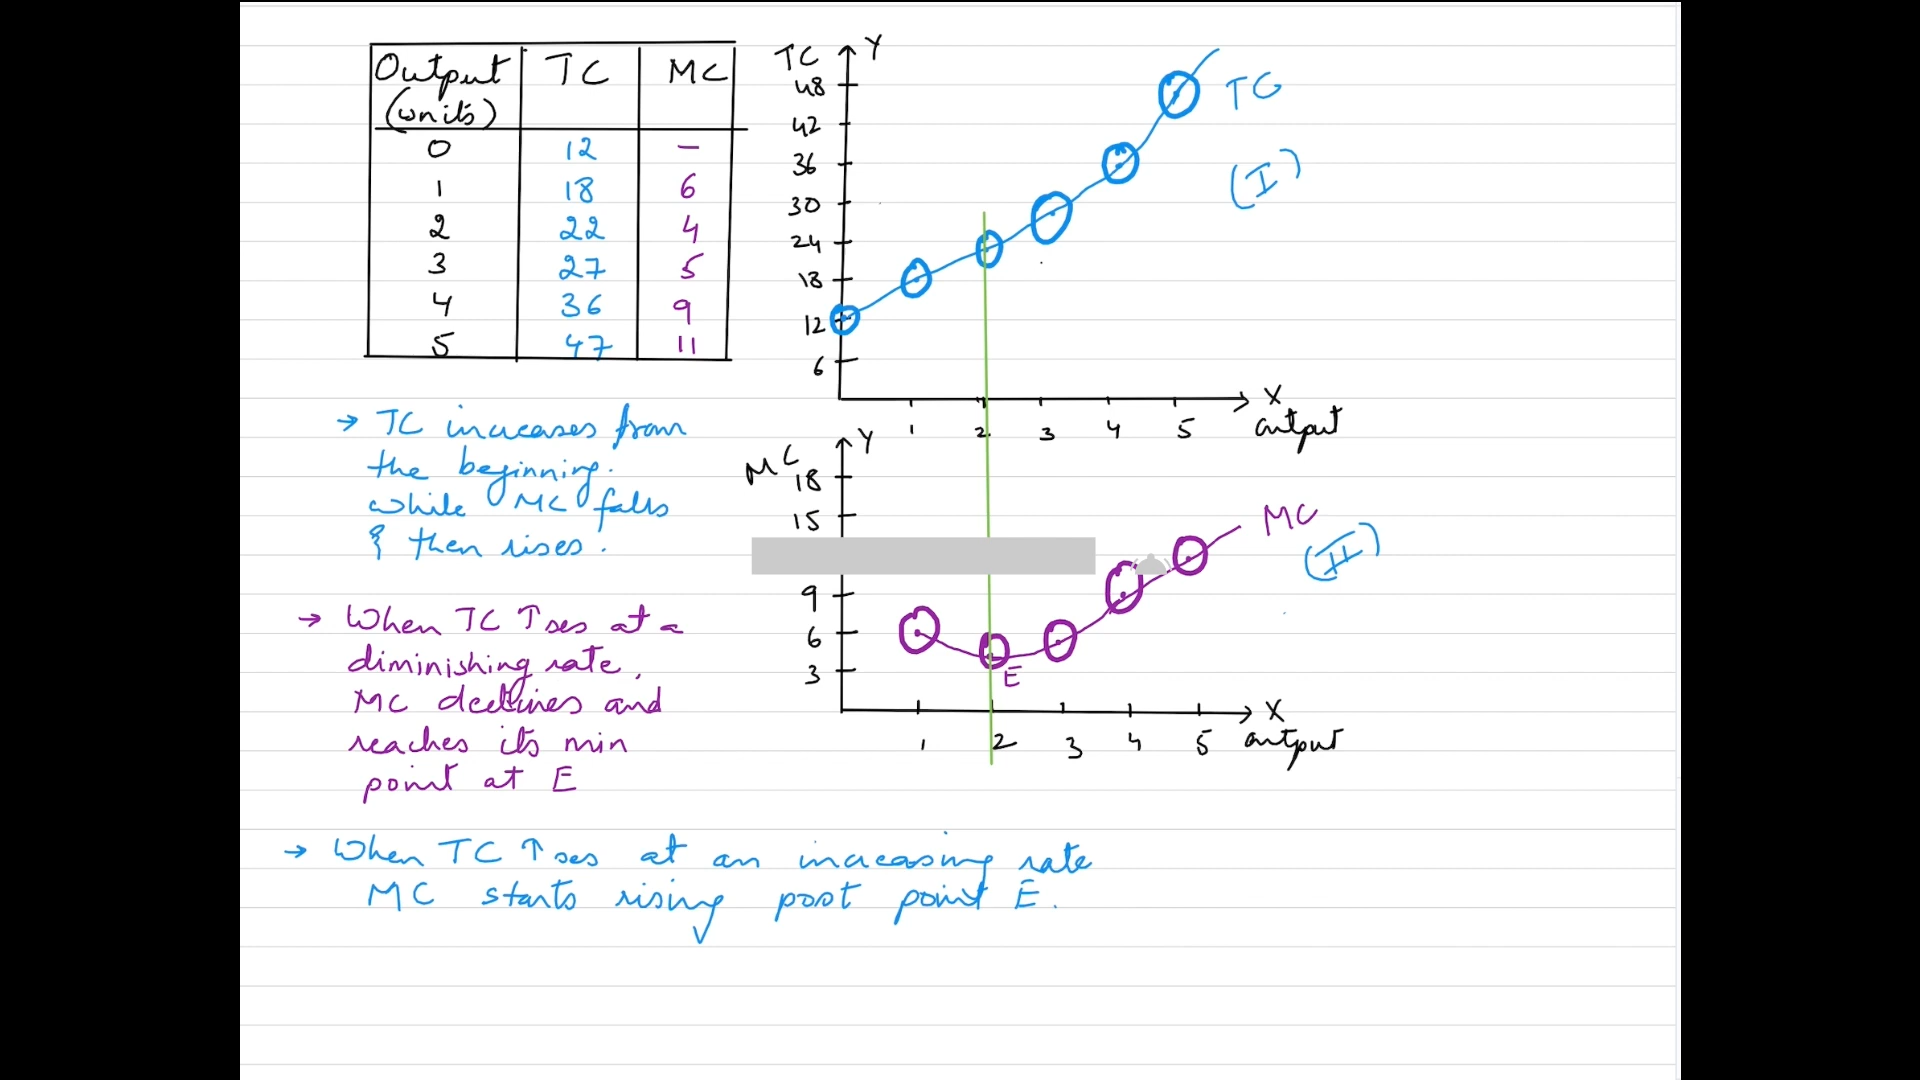 Output TC MC
(units)
0 12 –
1 18 6
2 22 4
3 27 5
4 36 9
5 47 11
→ TC increases from
the beginning.
while MC falls
& then rises.
→ When TC ↑ses at a
diminishing rate,
MC declines and
reaches its min
point at E
→ When TC ↑ses at an increasing rate
MC starts rising post point E.
TC Y
48
42
36
30
24
18
12
6
1 2 3 4 5
X
output
TC
(I)
Y
MC
18
15
9
6
3
E
MC
(II)
1 2 3 4 5
X
output